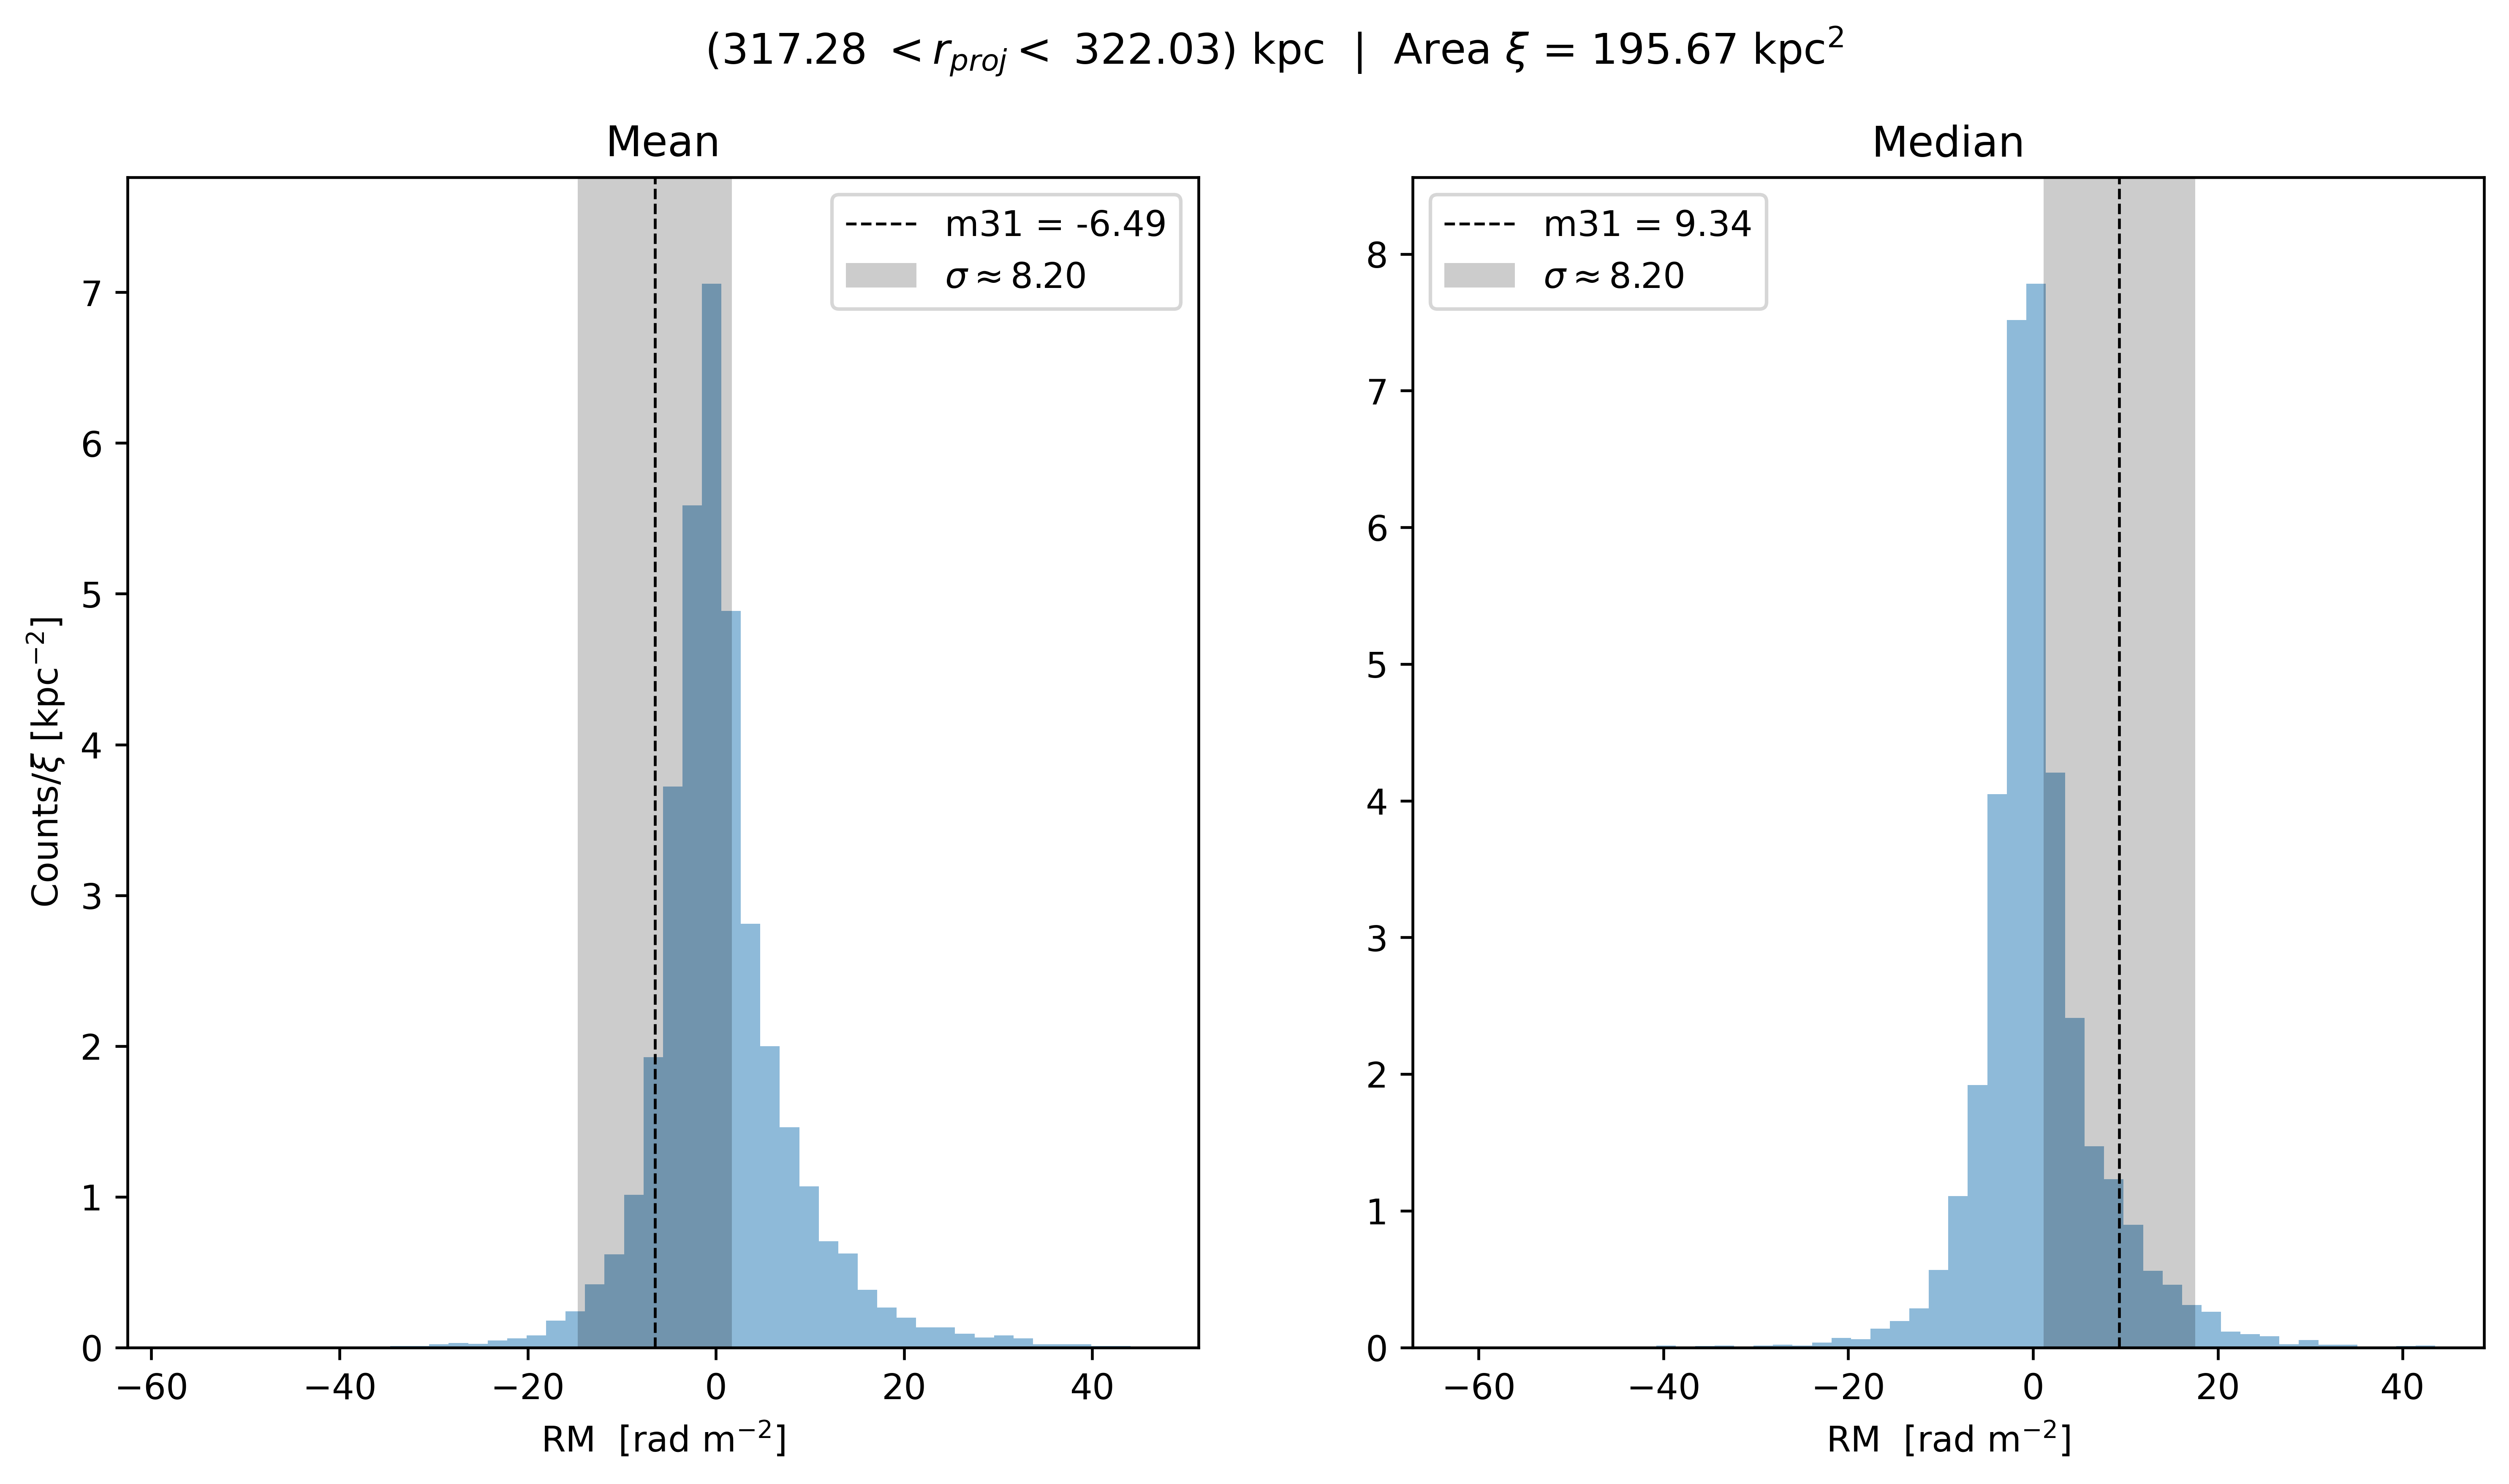 (317.28 < r_proj < 322.03) kpc | Area ξ = 195.67 kpc²
Mean
m31 = -6.49
σ ≈ 8.20
7
6
5
4
3
2
1
0
Counts/ξ [kpc⁻²]
−60 −40 −20 0 20 40
RM [rad m⁻²]
Median
m31 = 9.34
σ ≈ 8.20
8
7
6
5
4
3
2
1
0
−60 −40 −20 0 20 40
RM [rad m⁻²]